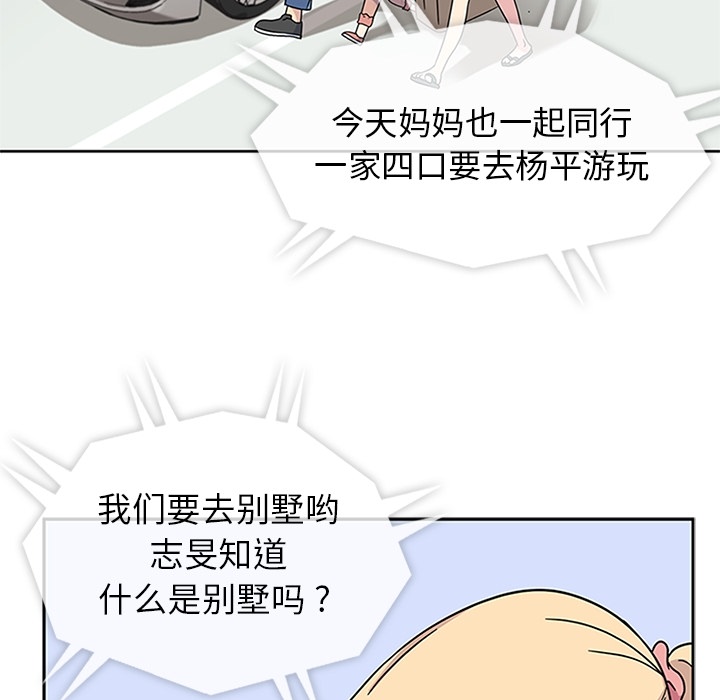 今天妈妈也一起同行
一家四口要去杨平游玩
我们要去别墅哟
志旻知道
什么是别墅吗？